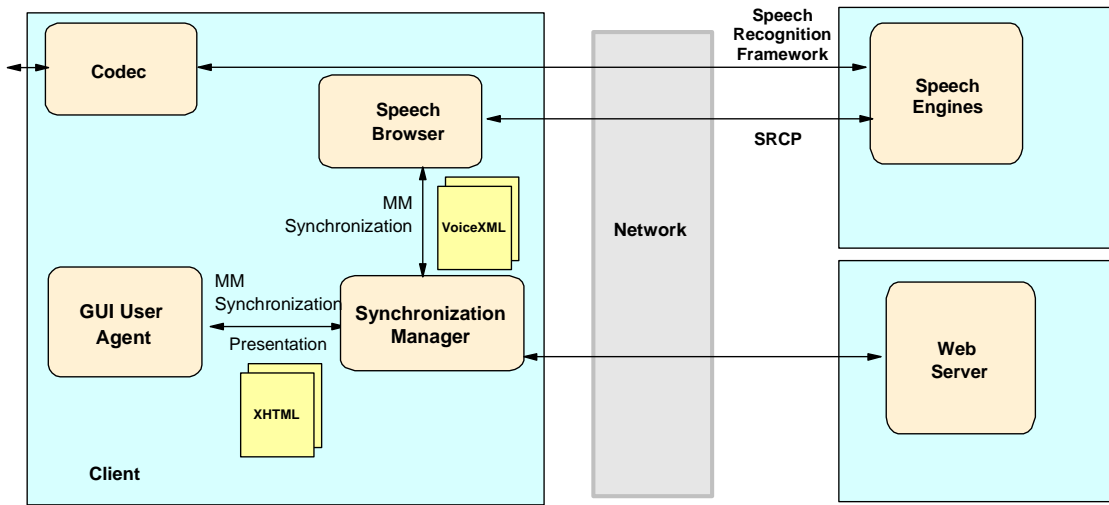 Speech
Recognition
Framework
Codec
Speech
Engines
Speech
Browser
SRCP
MM
Synchronization
VoiceXML
Network
MM
Synchronization
GUI User
Agent
Synchronization
Manager
Presentation
Web
Server
XHTML
Client